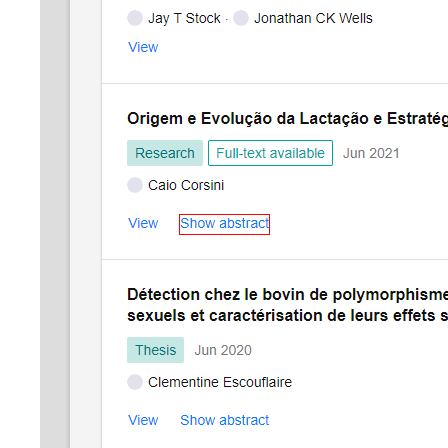 Jay T Stock · Jonathan CK Wells
View
Origem e Evolução da Lactação e Estratég
Research Full-text available Jun 2021
Caio Corsini
View Show abstract
Détection chez le bovin de polymorphisme
sexuels et caractérisation de leurs effets s
Thesis Jun 2020
Clementine Escouflaire
View Show abstract